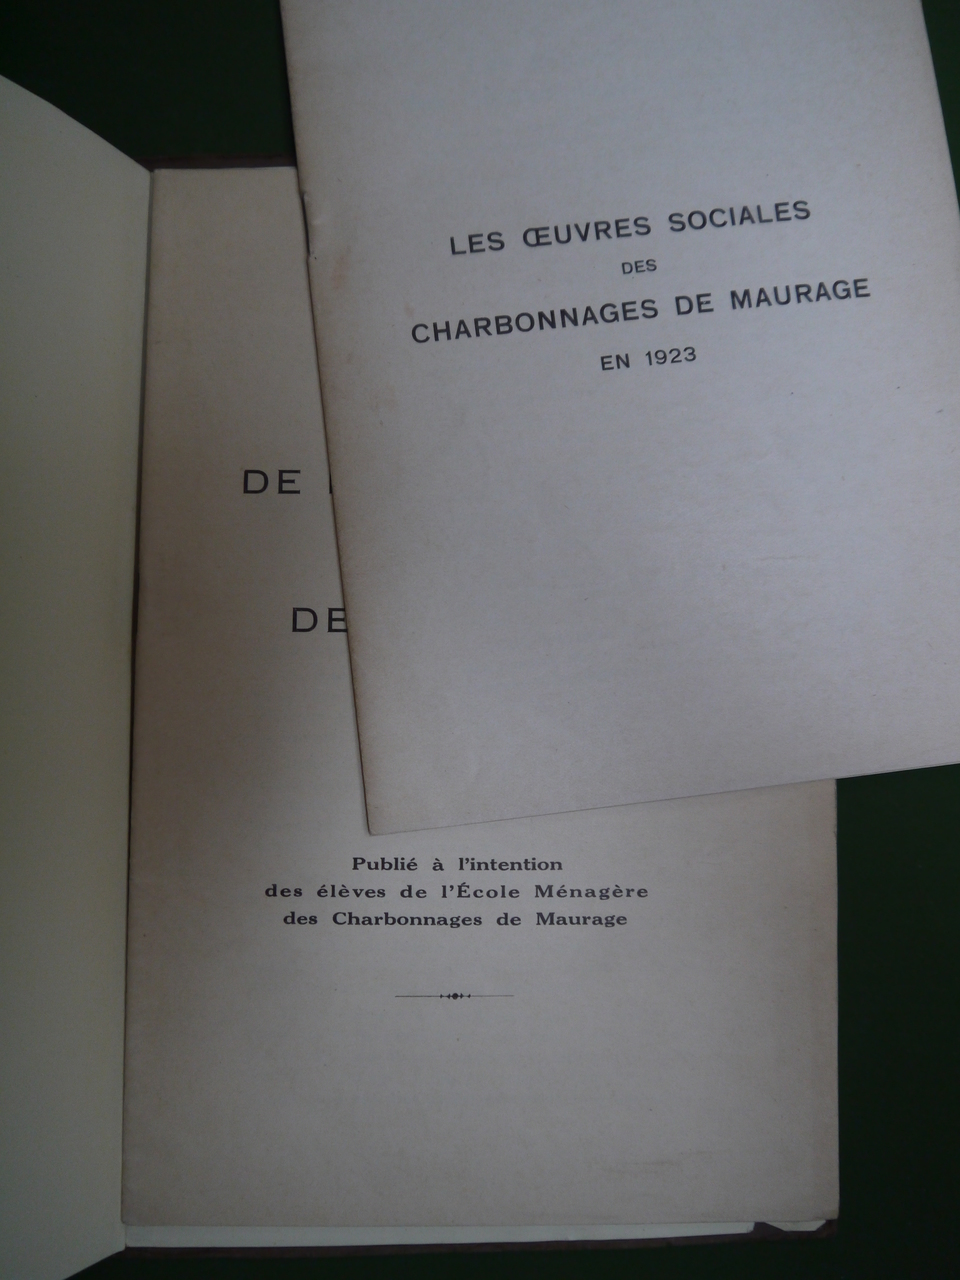 LES ŒUVRES SOCIALES
DES
CHARBONNAGES DE MAURAGE
EN 1923
DE
DE
Publié à l'intention
des élèves de l'École Ménagère
des Charbonnages de Maurage